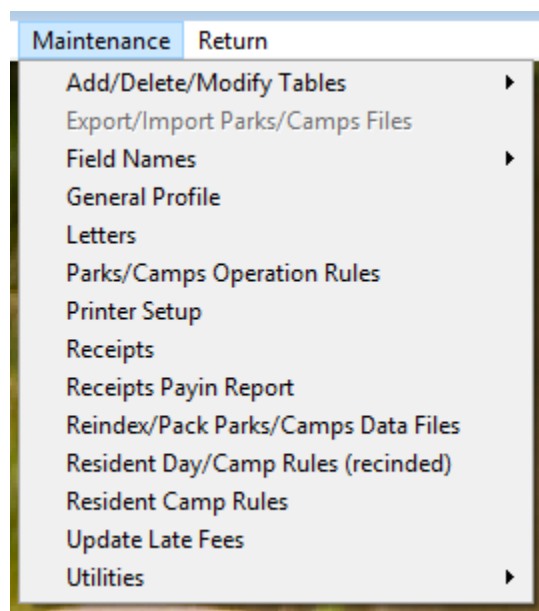 Maintenance Return
Add/Delete/Modify Tables
Export/Import Parks/Camps Files
Field Names
General Profile
Letters
Parks/Camps Operation Rules
Printer Setup
Receipts
Receipts Payin Report
Reindex/Pack Parks/Camps Data Files
Resident Day/Camp Rules (recinded)
Resident Camp Rules
Update Late Fees
Utilities